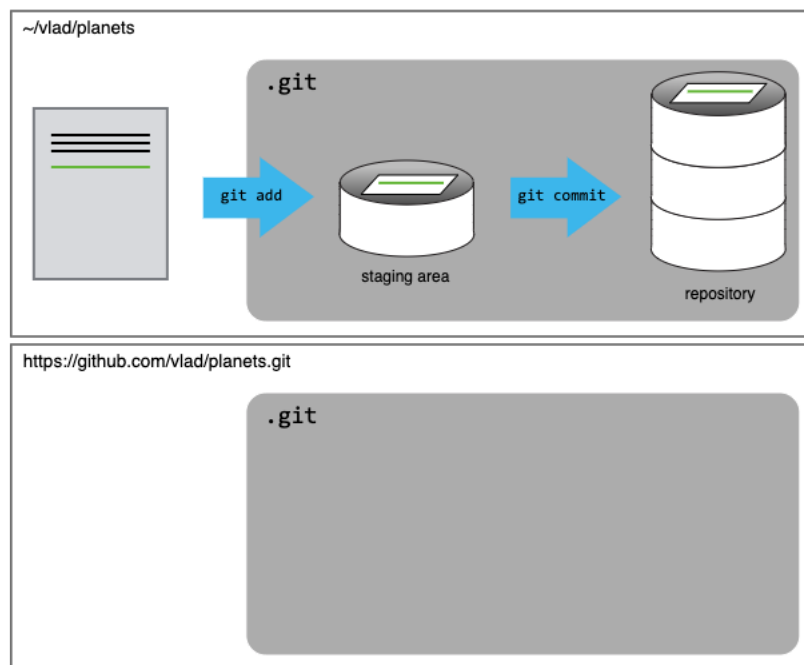 ~/vlad/planets
.git
git add
git commit
staging area
repository
https://github.com/vlad/planets.git
.git